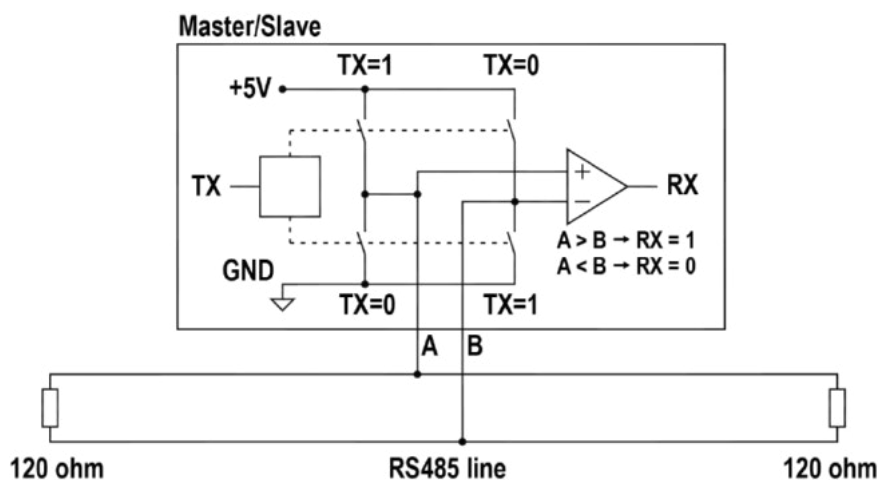 Master/Slave
TX=1 TX=0
+5V
TX
+
−
RX
A > B → RX = 1
A < B → RX = 0
GND
TX=0 TX=1
A B
120 ohm RS485 line 120 ohm